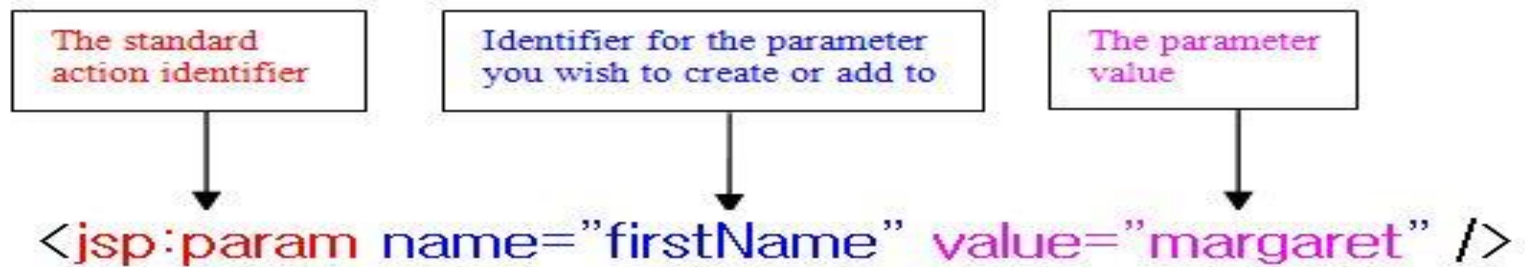 The standard
action identifier
Identifier for the parameter
you wish to create or add to
The parameter
value
<jsp:param name="firstName" value="margaret" />